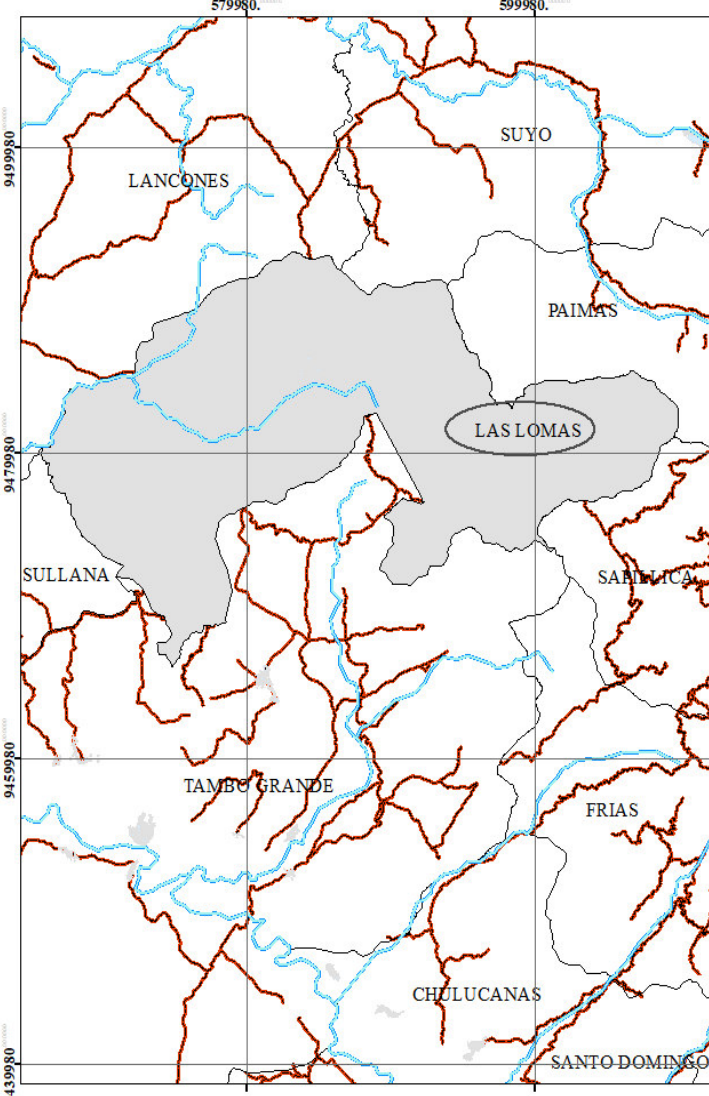 579980.
599980.
SUYO
9499980
LANCONES
PAIMAS
LAS LOMAS
9479980
SULLANA
SAPILLICA
9459980
TAMBO GRANDE
FRIAS
CHULUCANAS
SANTO DOMINGO
439980